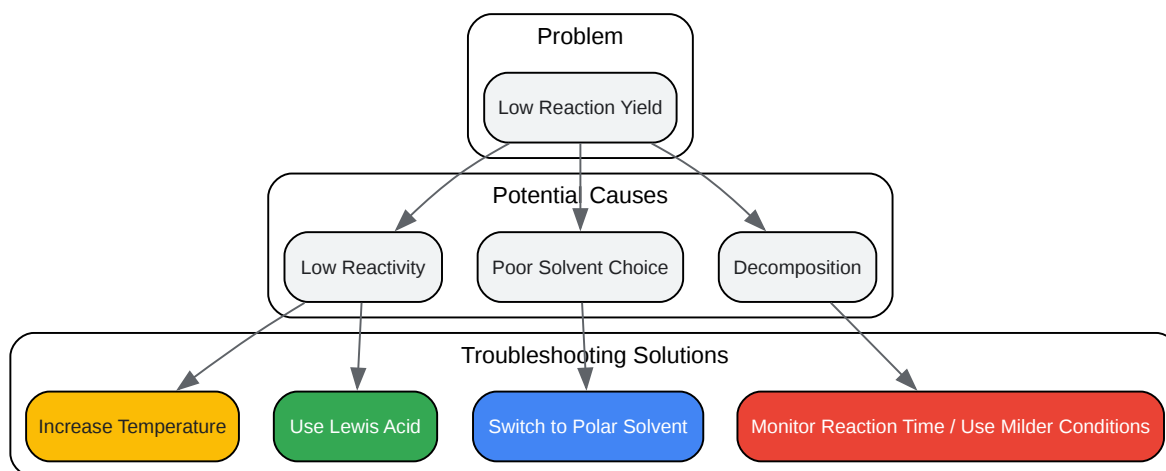 Problem
Low Reaction Yield
Potential Causes
Low Reactivity
Poor Solvent Choice
Decomposition
Troubleshooting Solutions
Increase Temperature
Use Lewis Acid
Switch to Polar Solvent
Monitor Reaction Time / Use Milder Conditions